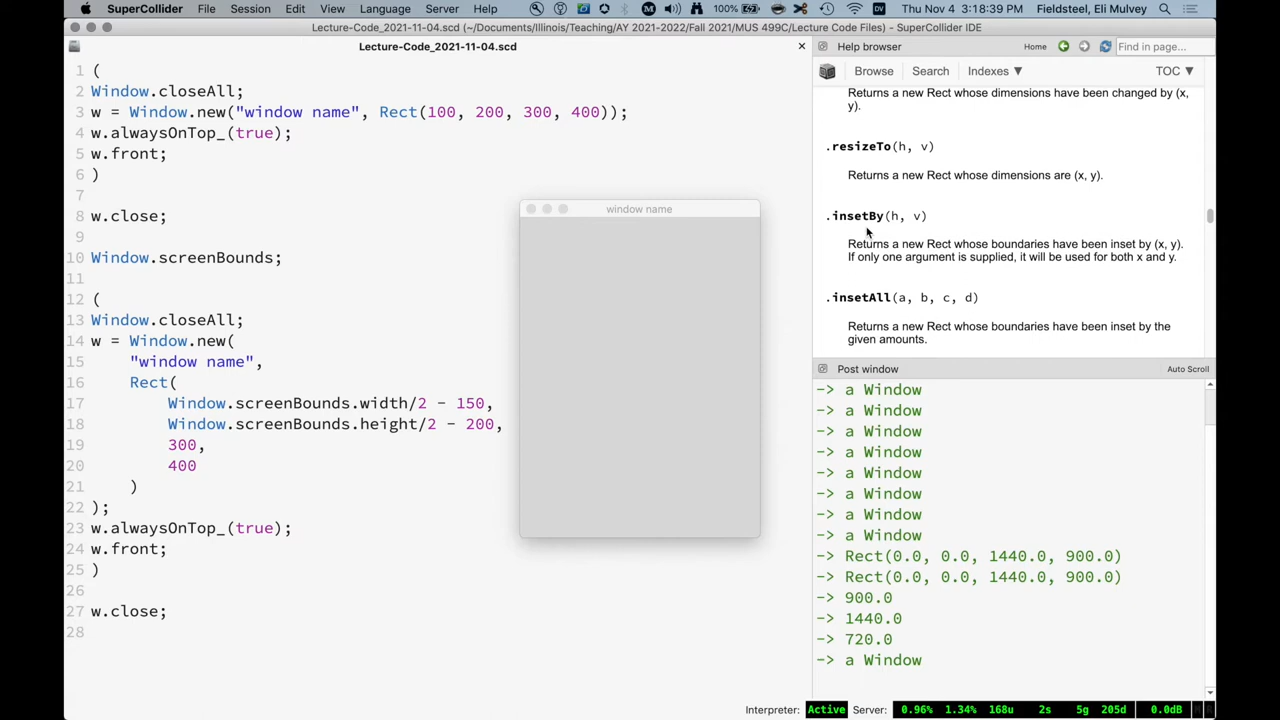 SuperCollider File Session Edit View Language Server Help 100% Thu Nov 4 3:18:39 PM Fieldsteel, Eli Mulvey
Lecture-Code_2021-11-04.scd (~/Documents/Illinois/Teaching/AY 2021-2022/Fall 2021/MUS 499C/Lecture Code Files) - SuperCollider IDE
Lecture-Code_2021-11-04.scd
1 (
2 Window.closeAll;
3 w = Window.new("window name", Rect(100, 200, 300, 400));
4 w.alwaysOnTop_(true);
5 w.front;
6 )
7
8 w.close;
9
10 Window.screenBounds;
11
12 (
13 Window.closeAll;
14 w = Window.new(
15 "window name",
16 Rect(
17 Window.screenBounds.width/2 - 150,
18 Window.screenBounds.height/2 - 200,
19 300,
20 400
21 )
22 );
23 w.alwaysOnTop_(true);
24 w.front;
25 )
26
27 w.close;
28
window name
Help browser Home Find in page...
Browse Search Indexes ▼ TOC ▼
Returns a new Rect whose dimensions have been changed by (x,
y).
.resizeTo(h, v)
Returns a new Rect whose dimensions are (x, y).
.insetBy(h, v)
Returns a new Rect whose boundaries have been inset by (x, y).
If only one argument is supplied, it will be used for both x and y.
.insetAll(a, b, c, d)
Returns a new Rect whose boundaries have been inset by the
given amounts.
Post window Auto Scroll
-> a Window
-> a Window
-> a Window
-> a Window
-> a Window
-> a Window
-> a Window
-> a Window
-> Rect(0.0, 0.0, 1440.0, 900.0)
-> Rect(0.0, 0.0, 1440.0, 900.0)
-> 900.0
-> 1440.0
-> 720.0
-> a Window
Interpreter: Active Server: 0.96% 1.34% 168u 2s 5g 205d 0.0dB M R